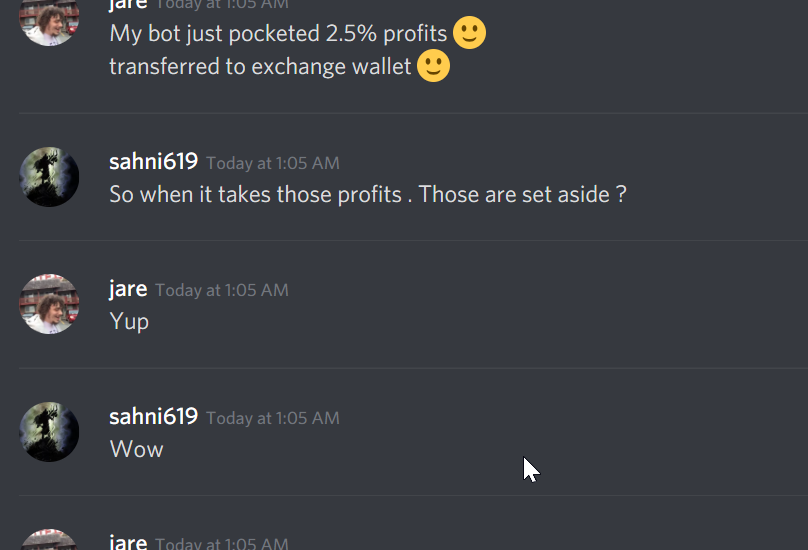 jare Today at 1:05 AM
My bot just pocketed 2.5% profits 🙂
transferred to exchange wallet 🙂
sahni619 Today at 1:05 AM
So when it takes those profits . Those are set aside ?
jare Today at 1:05 AM
Yup
sahni619 Today at 1:05 AM
Wow
jare Today at 1:05 AM